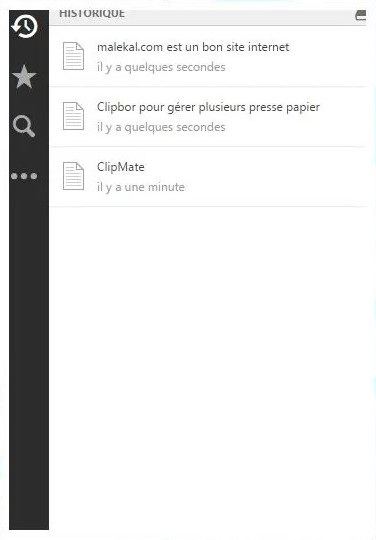 HISTORIQUE
malekal.com est un bon site internet
il y a quelques secondes
Clipbor pour gérer plusieurs presse papier
il y a quelques secondes
ClipMate
il y a une minute